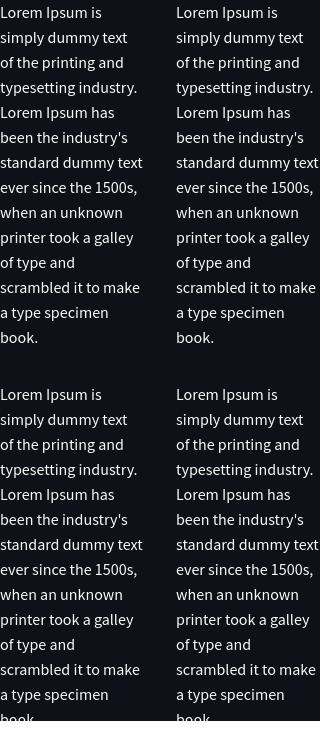 Lorem Ipsum is
simply dummy text
of the printing and
typesetting industry.
Lorem Ipsum has
been the industry's
standard dummy text
ever since the 1500s,
when an unknown
printer took a galley
of type and
scrambled it to make
a type specimen
book.
Lorem Ipsum is
simply dummy text
of the printing and
typesetting industry.
Lorem Ipsum has
been the industry's
standard dummy text
ever since the 1500s,
when an unknown
printer took a galley
of type and
scrambled it to make
a type specimen
book.
Lorem Ipsum is
simply dummy text
of the printing and
typesetting industry.
Lorem Ipsum has
been the industry's
standard dummy text
ever since the 1500s,
when an unknown
printer took a galley
of type and
scrambled it to make
a type specimen
book.
Lorem Ipsum is
simply dummy text
of the printing and
typesetting industry.
Lorem Ipsum has
been the industry's
standard dummy text
ever since the 1500s,
when an unknown
printer took a galley
of type and
scrambled it to make
a type specimen
book.